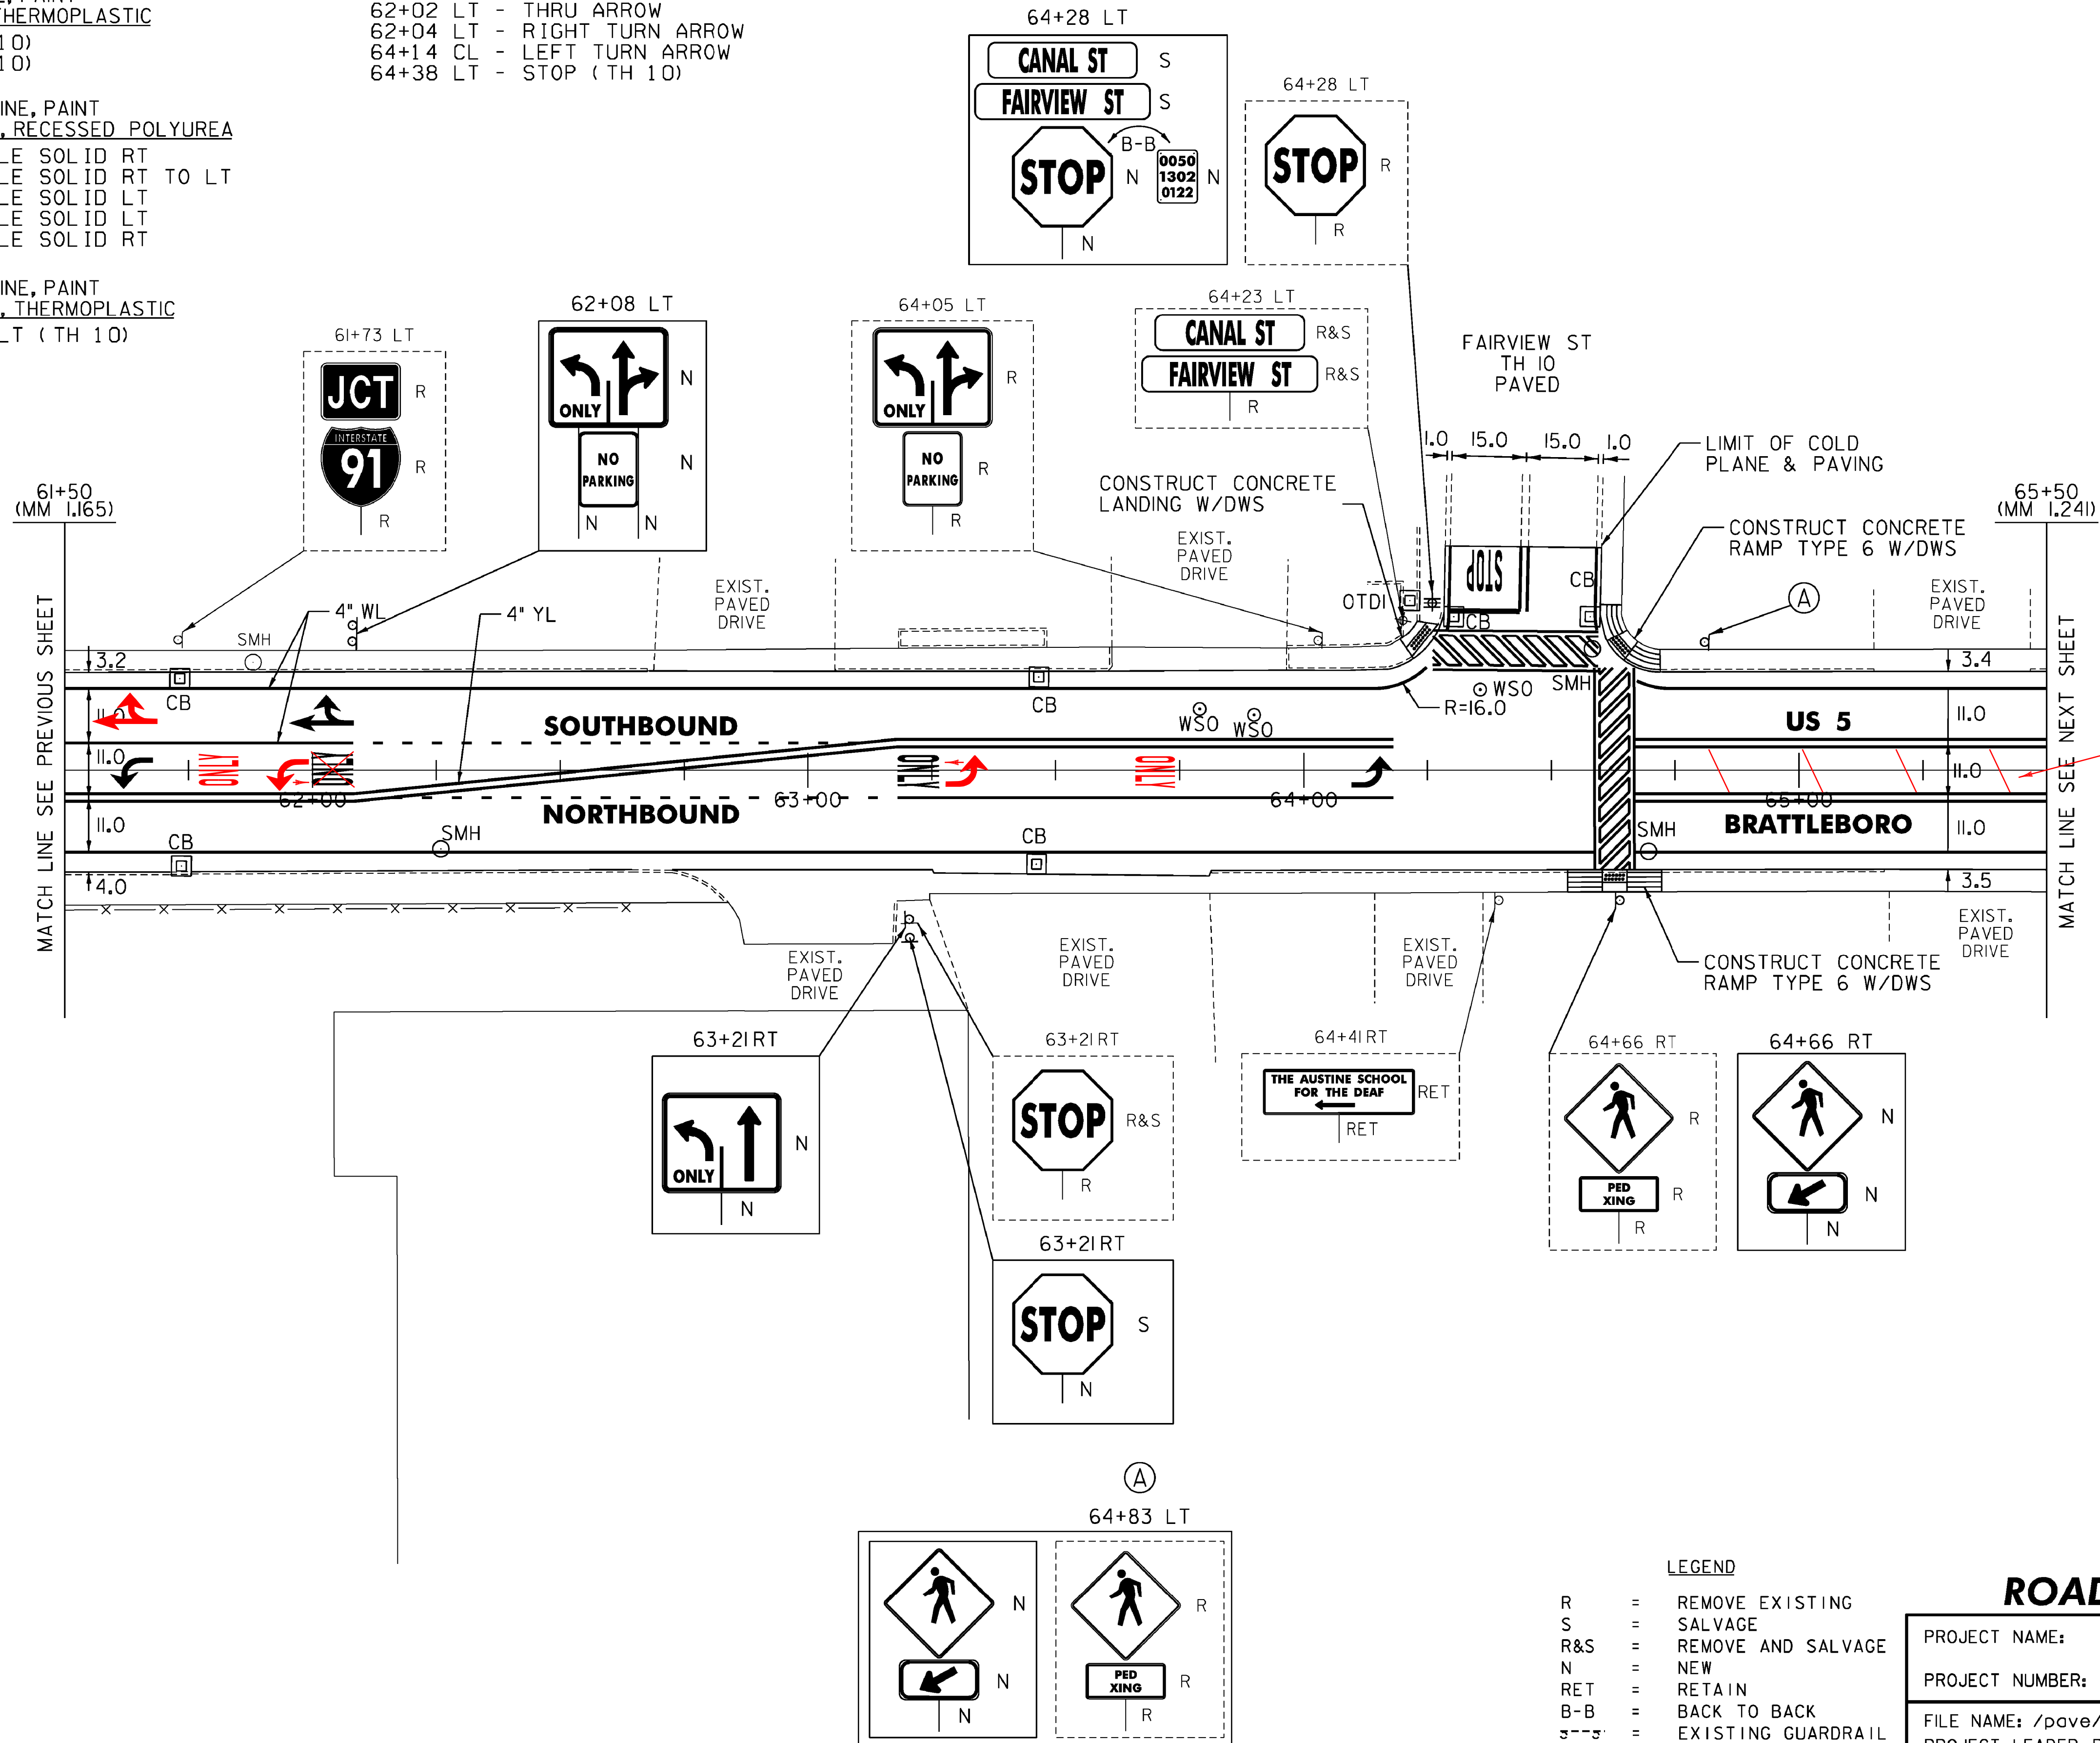 THERMOPLASTIC
10)
10)
INE, PAINT
, RECESSED POLYUREA
LE SOLID RT
LE SOLID RT TO LT
LE SOLID LT
LE SOLID LT
LE SOLID RT
INE, PAINT
, THERMOPLASTIC
LT (TH 10)
62+02 LT - THRU ARROW
62+04 LT - RIGHT TURN ARROW
64+14 CL - LEFT TURN ARROW
64+38 LT - STOP (TH 10)
64+28 LT
CANAL ST S
FAIRVIEW ST S
B-B
STOP N
0050
1302
0122
N
N
64+28 LT
STOP R
R
61+73 LT
JCT R
INTERSTATE
91 R
R
62+08 LT
ONLY N
NO
PARKING
N
N N
64+05 LT
ONLY R
NO
PARKING
R
R
64+23 LT
CANAL ST R&S
FAIRVIEW ST R&S
R
FAIRVIEW ST
TH 10
PAVED
1.0 15.0 15.0 1.0
LIMIT OF COLD
PLANE & PAVING
CONSTRUCT CONCRETE
LANDING W/DWS
CONSTRUCT CONCRETE
RAMP TYPE 6 W/DWS
61+50
(MM 1.165)
65+50
(MM 1.241)
MATCH LINE SEE PREVIOUS SHEET
MATCH LINE SEE NEXT SHEET
EXIST.
PAVED
DRIVE
EXIST.
PAVED
DRIVE
EXIST.
PAVED
DRIVE
4" WL
4" YL
SMH
OTDI
STOP
CB
CB
A
3.2
CB
CB
WSO
WSO
WSO
SMH
R=16.0
3.4
11.0
SOUTHBOUND
US 5
11.0
11.0
ONLY
ONLY
ONLY
ONLY
11.0
62+00
63+00
64+00
65+00
11.0
NORTHBOUND
BRATTLEBORO
11.0
CB
SMH
CB
SMH
4.0
3.5
EXIST.
PAVED
DRIVE
EXIST.
PAVED
DRIVE
EXIST.
PAVED
DRIVE
EXIST.
PAVED
DRIVE
CONSTRUCT CONCRETE
RAMP TYPE 6 W/DWS
63+21RT
ONLY N
N
63+21RT
STOP R&S
R
63+21RT
STOP S
N
64+41RT
THE AUSTINE SCHOOL
FOR THE DEAF
RET
RET
64+66 RT
R
PED
XING
R
R
64+66 RT
N
N
N
A
64+83 LT
N
N
N
R
PED
XING
R
R
LEGEND
R = REMOVE EXISTING
S = SALVAGE
R&S = REMOVE AND SALVAGE
N = NEW
RET = RETAIN
B-B = BACK TO BACK
= EXISTING GUARDRAIL
ROAD
PROJECT NAME:
PROJECT NUMBER:
FILE NAME: /pave/